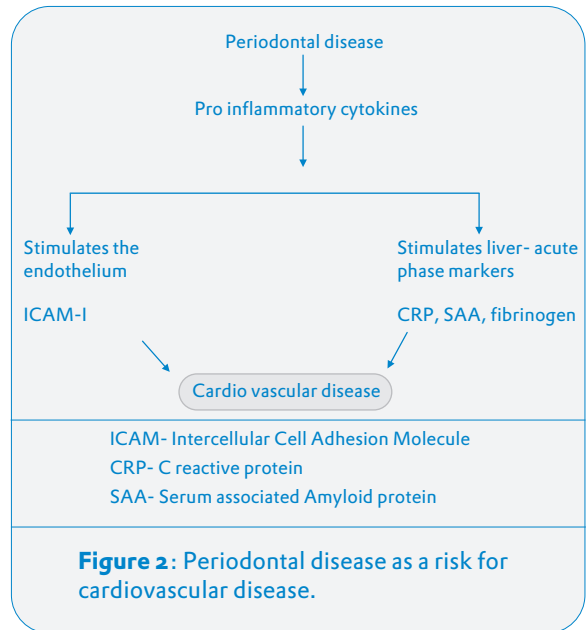 Periodontal disease
Pro inflammatory cytokines
Stimulates the
endothelium
ICAM-I
Stimulates liver- acute
phase markers
CRP, SAA, fibrinogen
Cardio vascular disease
ICAM- Intercellular Cell Adhesion Molecule
CRP- C reactive protein
SAA- Serum associated Amyloid protein
Figure 2: Periodontal disease as a risk for
cardiovascular disease.